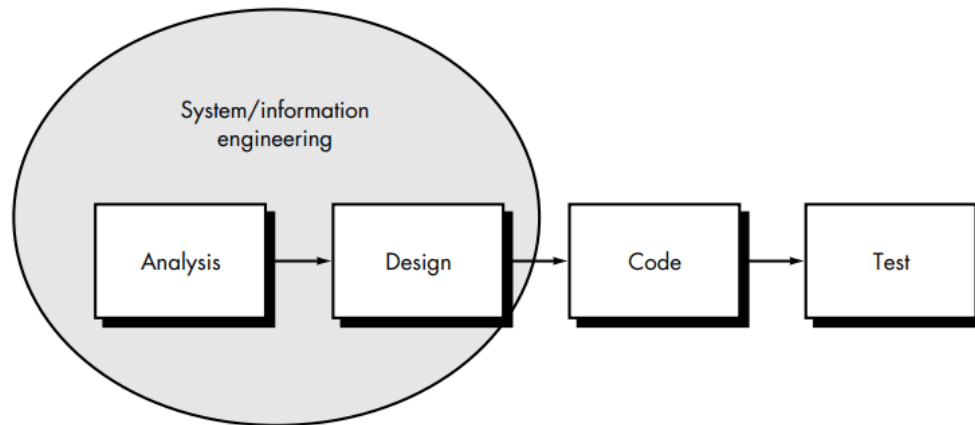 System/information
engineering
Analysis
Design
Code
Test